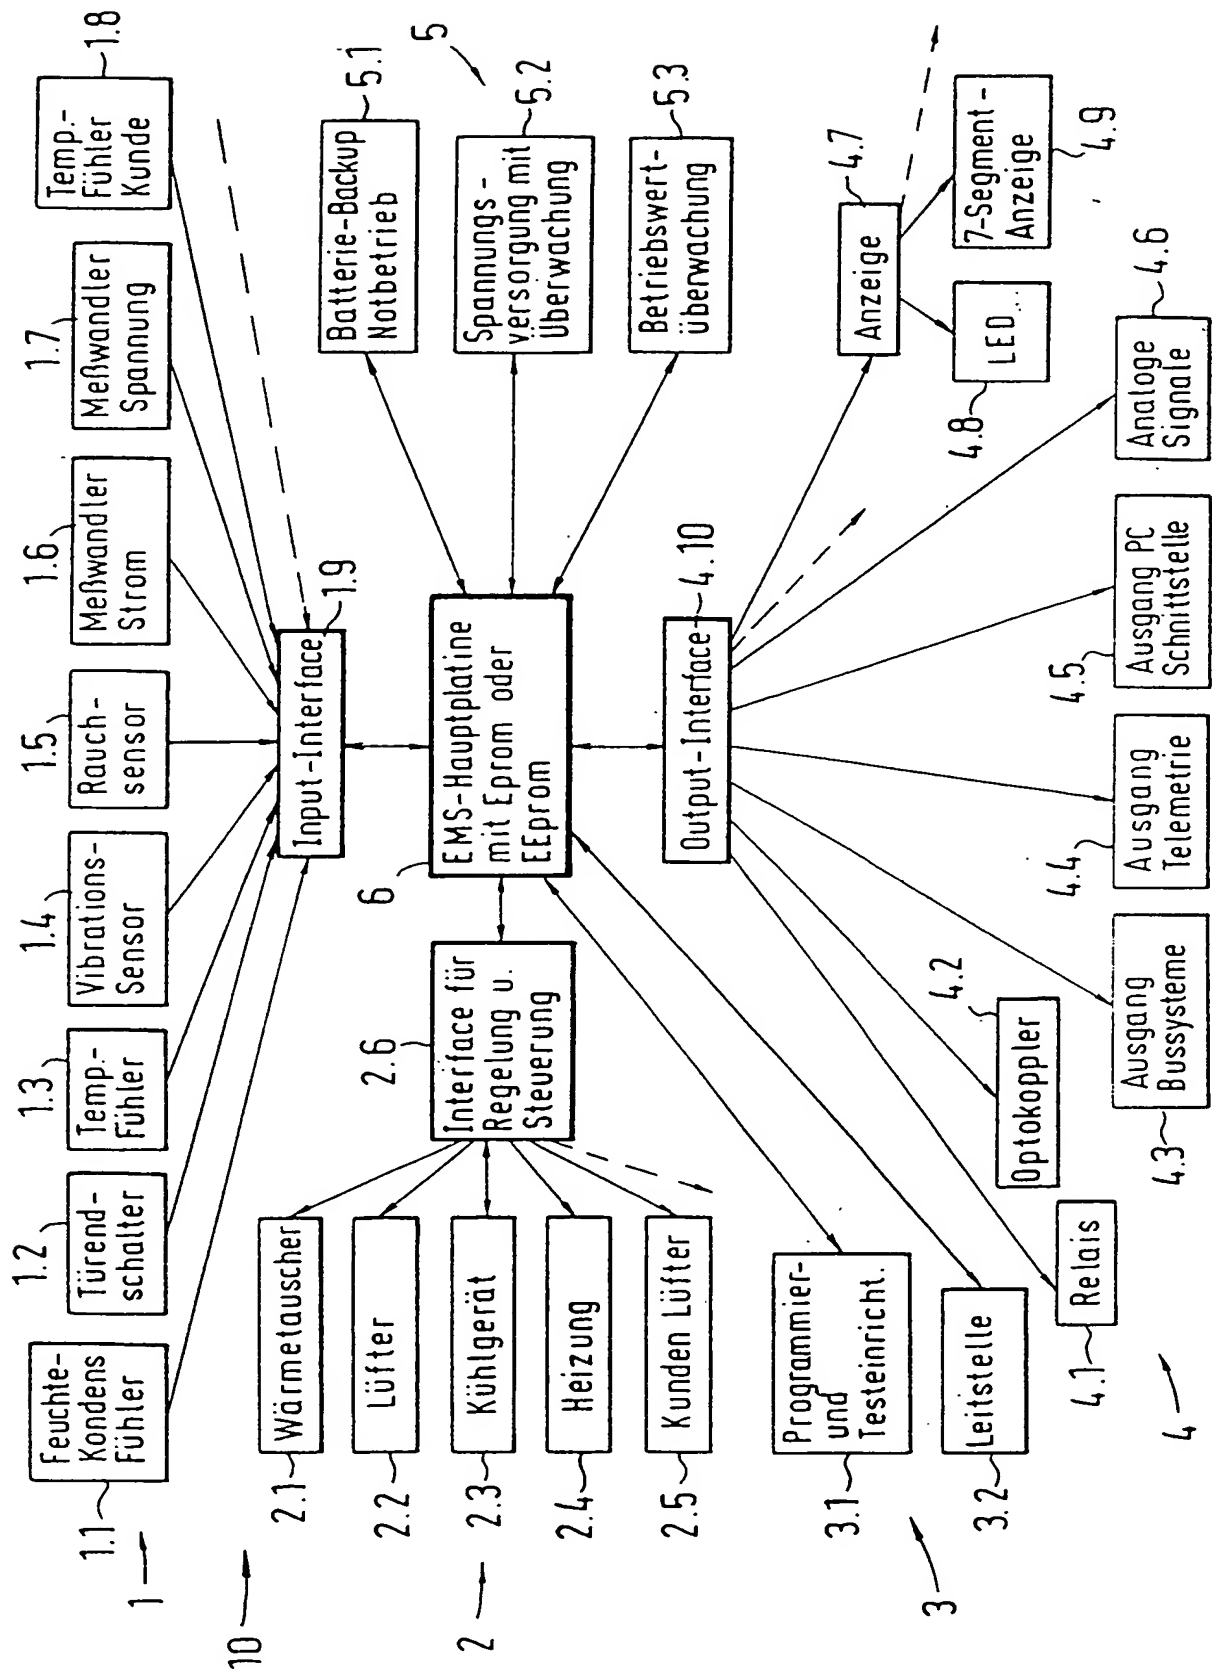 1
1.1
Feuchte-
Kondens
Fühler
1.2
Türend-
schalter
1.3
Temp.-
Fühler
1.4
Vibrations-
Sensor
1.5
Rauch-
sensor
1.6
Meßwandler
Strom
1.7
Meßwandler
Spannung
1.8
Temp.-
Fühler
Kunde
10
Input-Interface
1.9
2
2.1
Wärmetauscher
2.2
Lüfter
2.3
Kühlgerät
2.4
Heizung
2.5
Kunden Lüfter
2.6
Interface für
Regelung u.
Steuerung
6
EMS-Hauptplatine
mit Eprom oder
EEprom
5
Batterie-Backup
Notbetrieb
5.1
Spannungs-
versorgung mit
Überwachung
5.2
Betriebswert-
überwachung
5.3
Output-Interface
4.10
3
3.1
Programmier-
und
Testeinricht.
3.2
Leitstelle
4
4.1
Relais
4.2
Optokoppler
4.3
Ausgang
Bussysteme
4.4
Ausgang
Telemetrie
4.5
Ausgang PC
Schnittstelle
4.6
Analoge
Signale
4.7
Anzeige
4.8
LED...
4.9
7-Segment-
Anzeige